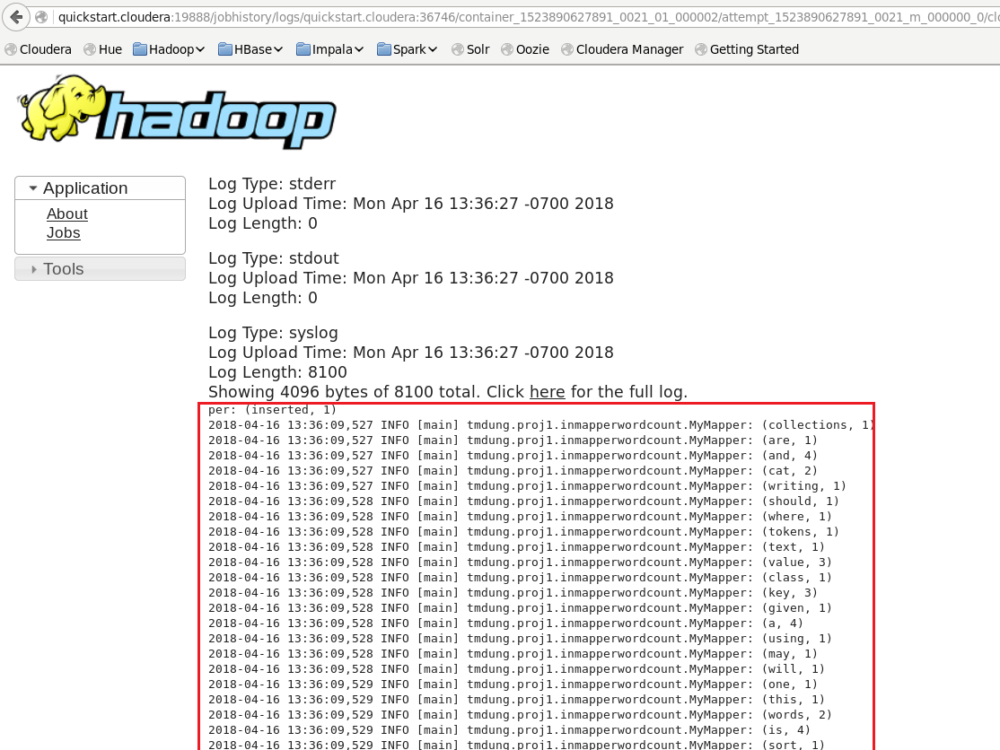 quickstart.cloudera:19888/jobhistory/logs/quickstart.cloudera:36746/container_1523890627891_0021_01_000002/attempt_1523890627891_0021_m_000000_0/clo
Cloudera Hue Hadoop HBase Impala Spark Solr Oozie Cloudera Manager Getting Started
hadoop
Application
About
Jobs
Tools
Log Type: stderr
Log Upload Time: Mon Apr 16 13:36:27 -0700 2018
Log Length: 0
Log Type: stdout
Log Upload Time: Mon Apr 16 13:36:27 -0700 2018
Log Length: 0
Log Type: syslog
Log Upload Time: Mon Apr 16 13:36:27 -0700 2018
Log Length: 8100
Showing 4096 bytes of 8100 total. Click here for the full log.
per: (inserted, 1)
2018-04-16 13:36:09,527 INFO [main] tmdung.proj1.inmapperwordcount.MyMapper: (collections, 1)
2018-04-16 13:36:09,527 INFO [main] tmdung.proj1.inmapperwordcount.MyMapper: (are, 1)
2018-04-16 13:36:09,527 INFO [main] tmdung.proj1.inmapperwordcount.MyMapper: (and, 4)
2018-04-16 13:36:09,527 INFO [main] tmdung.proj1.inmapperwordcount.MyMapper: (cat, 2)
2018-04-16 13:36:09,527 INFO [main] tmdung.proj1.inmapperwordcount.MyMapper: (writing, 1)
2018-04-16 13:36:09,528 INFO [main] tmdung.proj1.inmapperwordcount.MyMapper: (should, 1)
2018-04-16 13:36:09,528 INFO [main] tmdung.proj1.inmapperwordcount.MyMapper: (where, 1)
2018-04-16 13:36:09,528 INFO [main] tmdung.proj1.inmapperwordcount.MyMapper: (tokens, 1)
2018-04-16 13:36:09,528 INFO [main] tmdung.proj1.inmapperwordcount.MyMapper: (text, 1)
2018-04-16 13:36:09,528 INFO [main] tmdung.proj1.inmapperwordcount.MyMapper: (value, 3)
2018-04-16 13:36:09,528 INFO [main] tmdung.proj1.inmapperwordcount.MyMapper: (class, 1)
2018-04-16 13:36:09,528 INFO [main] tmdung.proj1.inmapperwordcount.MyMapper: (key, 3)
2018-04-16 13:36:09,528 INFO [main] tmdung.proj1.inmapperwordcount.MyMapper: (given, 1)
2018-04-16 13:36:09,528 INFO [main] tmdung.proj1.inmapperwordcount.MyMapper: (a, 4)
2018-04-16 13:36:09,528 INFO [main] tmdung.proj1.inmapperwordcount.MyMapper: (using, 1)
2018-04-16 13:36:09,528 INFO [main] tmdung.proj1.inmapperwordcount.MyMapper: (may, 1)
2018-04-16 13:36:09,528 INFO [main] tmdung.proj1.inmapperwordcount.MyMapper: (will, 1)
2018-04-16 13:36:09,529 INFO [main] tmdung.proj1.inmapperwordcount.MyMapper: (one, 1)
2018-04-16 13:36:09,529 INFO [main] tmdung.proj1.inmapperwordcount.MyMapper: (this, 1)
2018-04-16 13:36:09,529 INFO [main] tmdung.proj1.inmapperwordcount.MyMapper: (words, 2)
2018-04-16 13:36:09,529 INFO [main] tmdung.proj1.inmapperwordcount.MyMapper: (is, 4)
2018-04-16 13:36:09,529 INFO [main] tmdung.proj1.inmapperwordcount.MyMapper: (sort, 1)